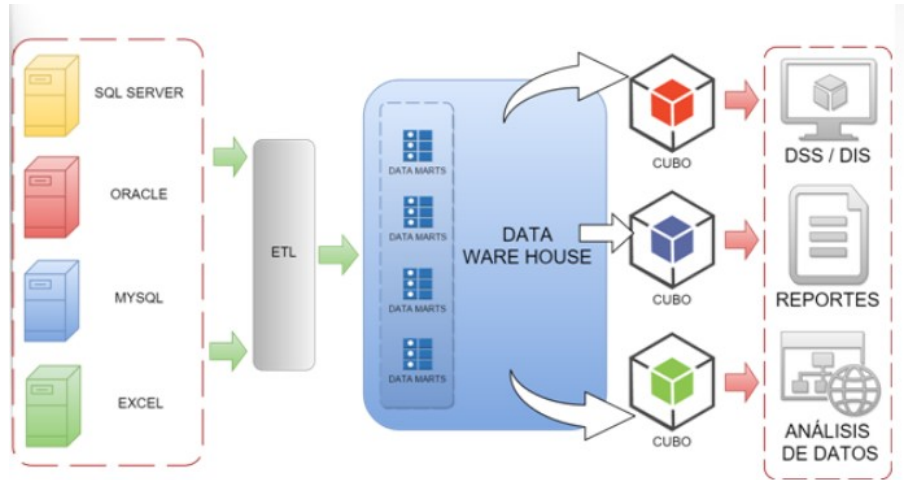 SQL SERVER
ORACLE
MYSQL
EXCEL
ETL
DATA MARTS
DATA MARTS
DATA MARTS
DATA MARTS
DATA
WARE HOUSE
CUBO
CUBO
CUBO
DSS / DIS
REPORTES
ANÁLISIS
DE DATOS